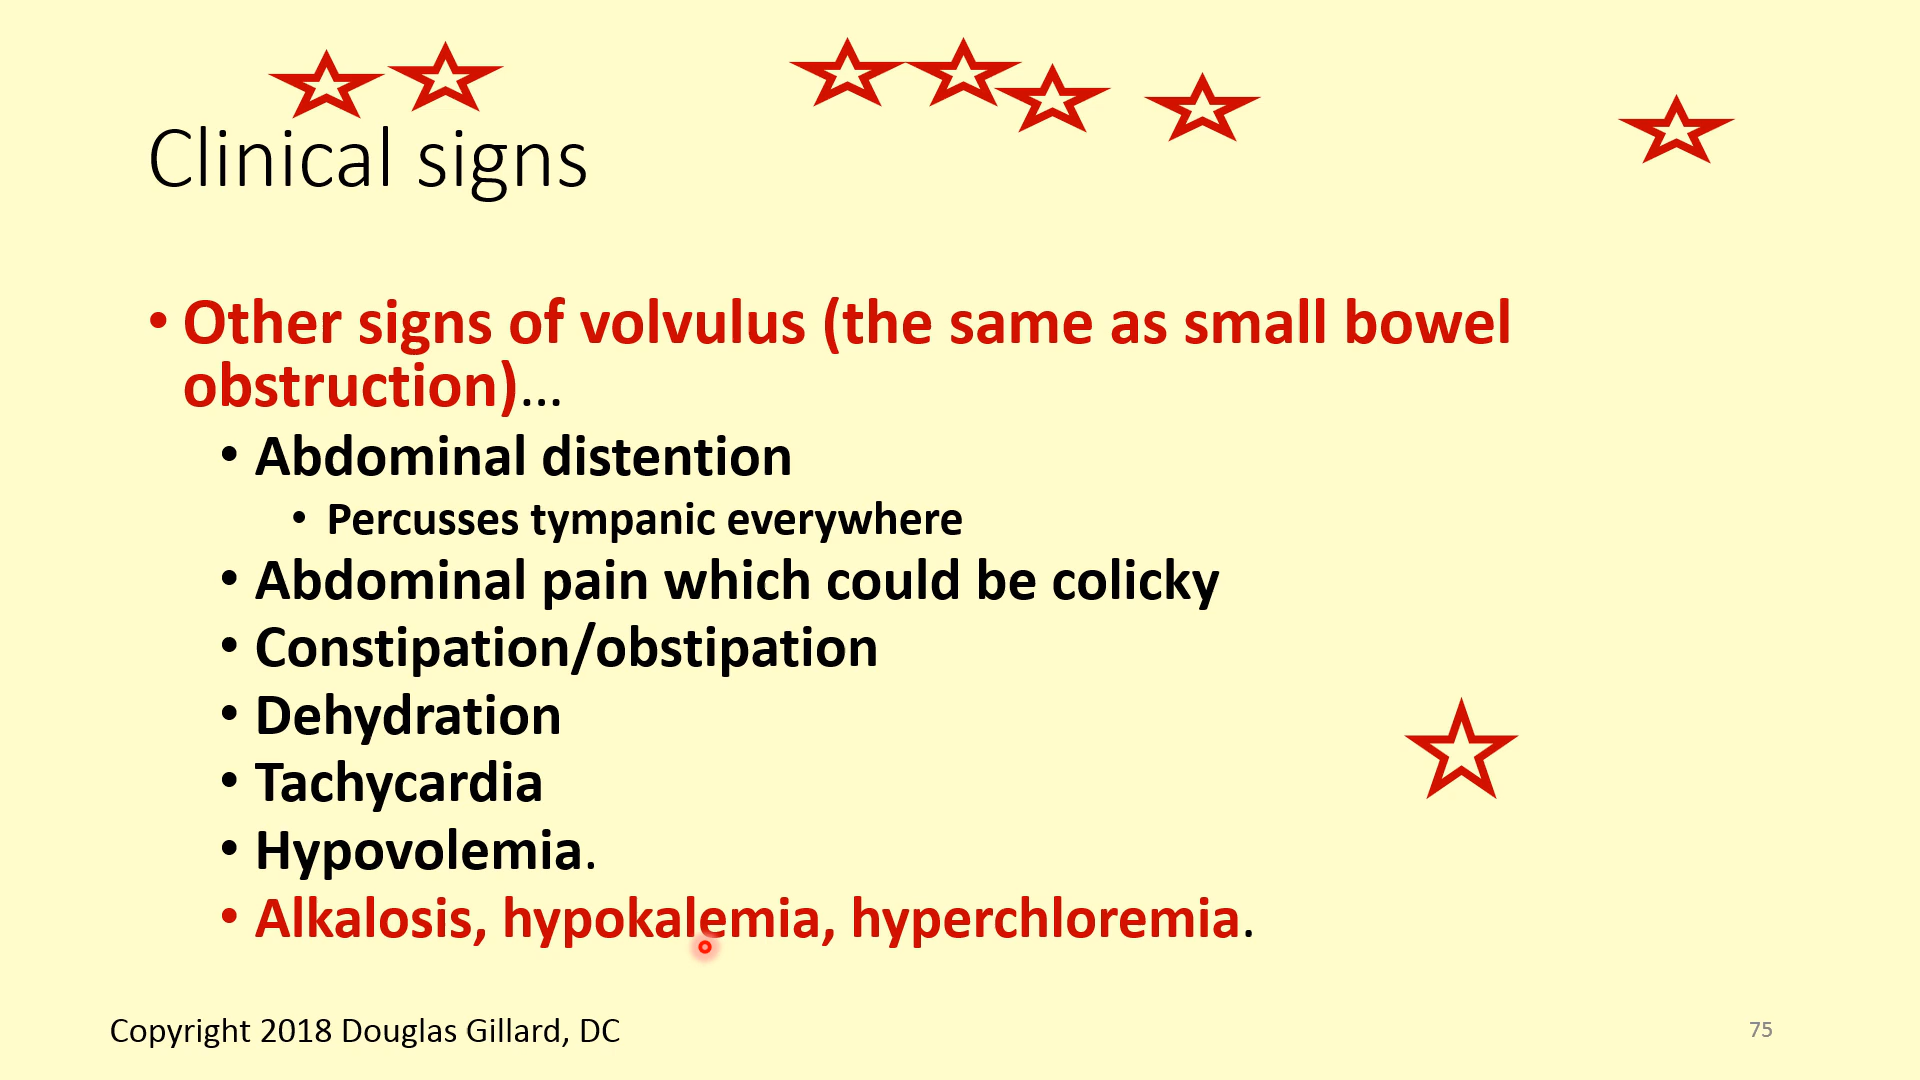 Clinical signs
• Other signs of volvulus (the same as small bowel
obstruction)...
• Abdominal distention
• Percusses tympanic everywhere
• Abdominal pain which could be colicky
• Constipation/obstipation
• Dehydration
• Tachycardia
• Hypovolemia.
• Alkalosis, hypokalemia, hyperchloremia.
Copyright 2018 Douglas Gillard, DC
75